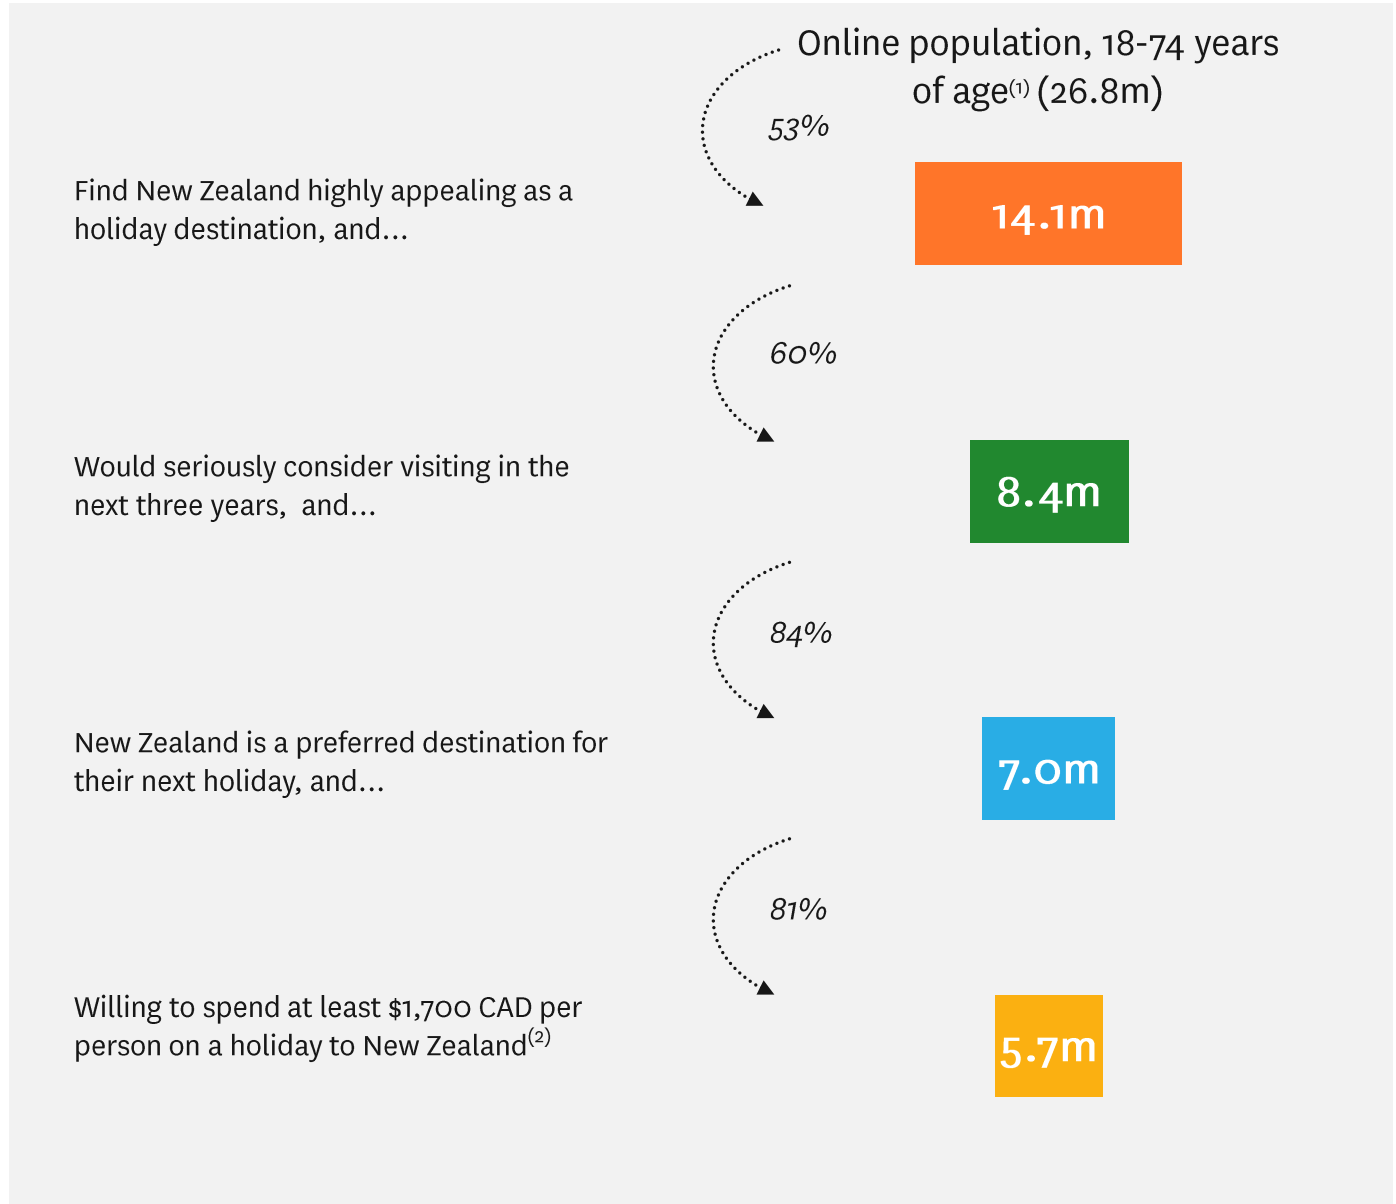 Online population, 18-74 years
of age(1) (26.8m)
53%
Find New Zealand highly appealing as a
holiday destination, and...
14.1m
60%
Would seriously consider visiting in the
next three years,  and...
8.4m
84%
New Zealand is a preferred destination for
their next holiday, and...
7.0m
81%
Willing to spend at least $1,700 CAD per
person on a holiday to New Zealand(2)
5.7m